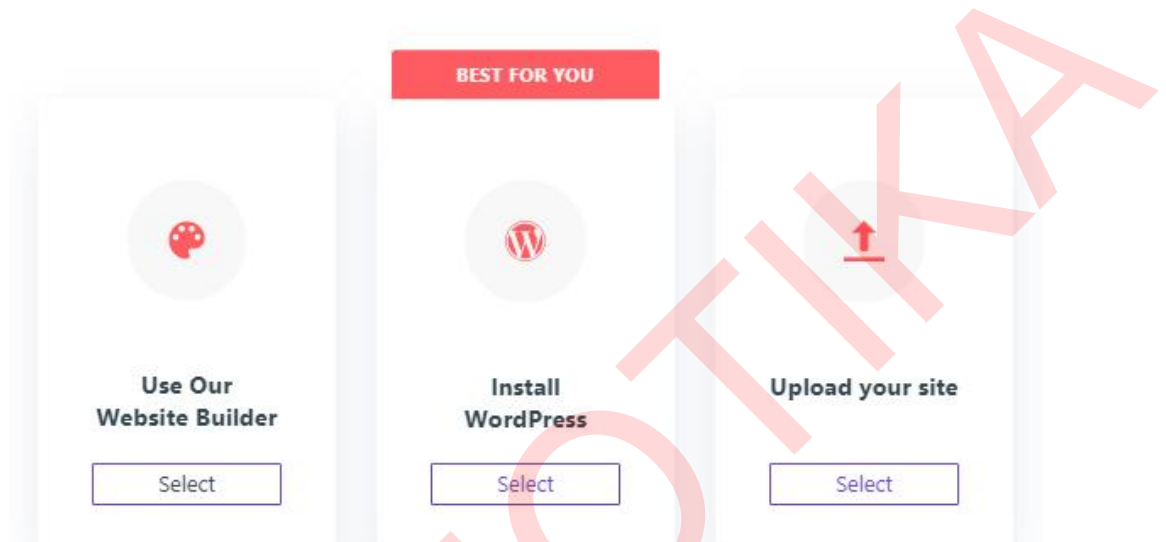 BEST FOR YOU
Use Our
Website Builder
Select
Install
WordPress
Select
Upload your site
Select
OTIKA